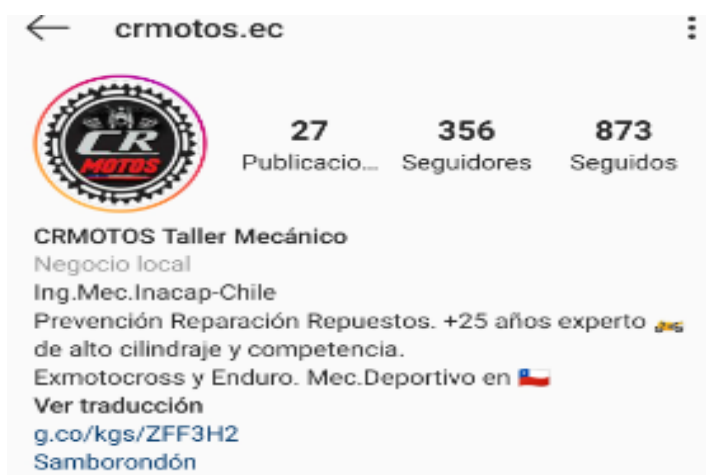 crmotos.ec
CR
MOTOS
27 356 873
Publicacio... Seguidores Seguidos
CRMOTOS Taller Mecánico
Negocio local
Ing.Mec.Inacap-Chile
Prevención Reparación Repuestos. +25 años experto 🏍️
de alto cilindraje y competencia.
Exmotocross y Enduro. Mec.Deportivo en 🇨🇱
Ver traducción
g.co/kgs/ZFF3H2
Samborondón